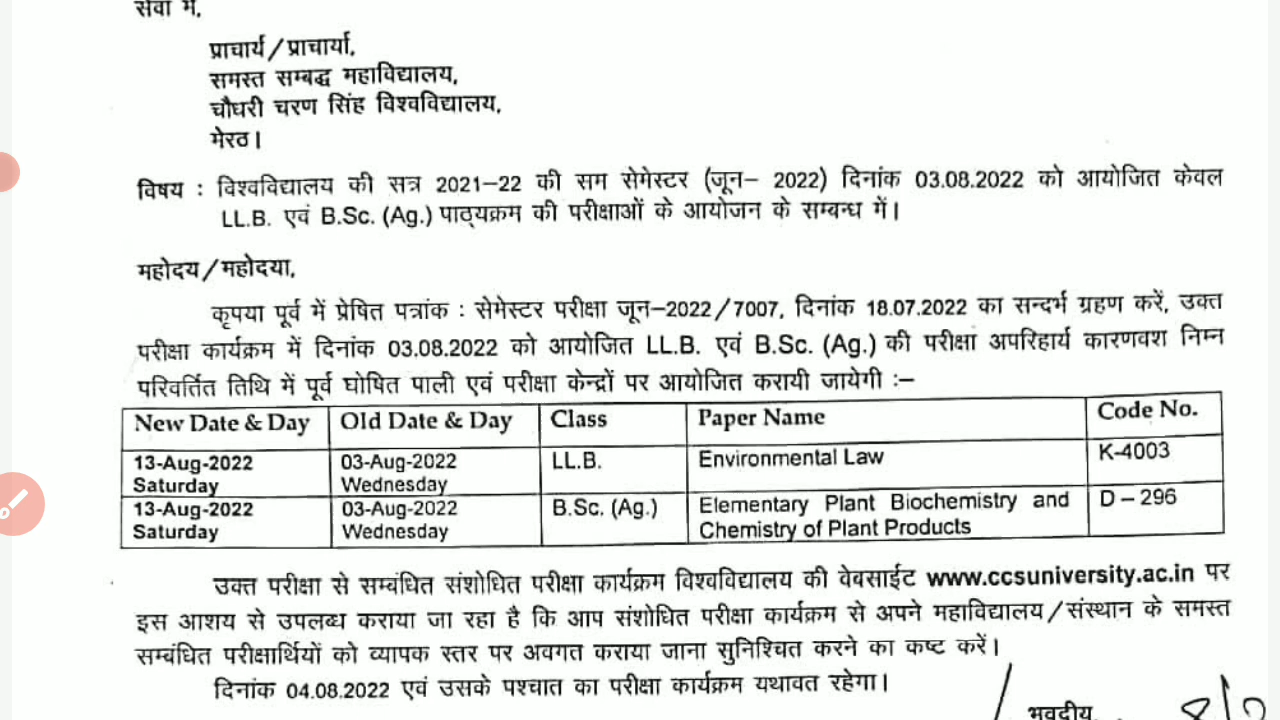 सेवा में,
प्राचार्य/प्राचार्या,
समस्त सम्बद्ध महाविद्यालय,
चौधरी चरण सिंह विश्वविद्यालय,
मेरठ।
विषय : विश्वविद्यालय की सत्र 2021–22 की सम सेमेस्टर (जून– 2022) दिनांक 03.08.2022 को आयोजित केवल
LL.B. एवं B.Sc. (Ag.) पाठ्यक्रम की परीक्षाओं के आयोजन के सम्बन्ध में।
महोदय/महोदया,
कृपया पूर्व में प्रेषित पत्रांक : सेमेस्टर परीक्षा जून–2022/7007, दिनांक 18.07.2022 का सन्दर्भ ग्रहण करें, उक्त
परीक्षा कार्यक्रम में दिनांक 03.08.2022 को आयोजित LL.B. एवं B.Sc. (Ag.) की परीक्षा अपरिहार्य कारणवश निम्न
परिवर्तित तिथि में पूर्व घोषित पाली एवं परीक्षा केन्द्रों पर आयोजित करायी जायेगी :–
New Date & Day Old Date & Day Class Paper Name Code No.
13-Aug-2022 03-Aug-2022 LL.B. Environmental Law K-4003
Saturday Wednesday
13-Aug-2022 03-Aug-2022 B.Sc. (Ag.) Elementary Plant Biochemistry and D – 296
Saturday Wednesday Chemistry of Plant Products
उक्त परीक्षा से सम्बंधित संशोधित परीक्षा कार्यक्रम विश्वविद्यालय की वेबसाईट www.ccsuniversity.ac.in पर
इस आशय से उपलब्ध कराया जा रहा है कि आप संशोधित परीक्षा कार्यक्रम से अपने महाविद्यालय/संस्थान के समस्त
सम्बंधित परीक्षार्थियों को व्यापक स्तर पर अवगत कराया जाना सुनिश्चित करने का कष्ट करें।
दिनांक 04.08.2022 एवं उसके पश्चात का परीक्षा कार्यक्रम यथावत रहेगा।
भवदीय,